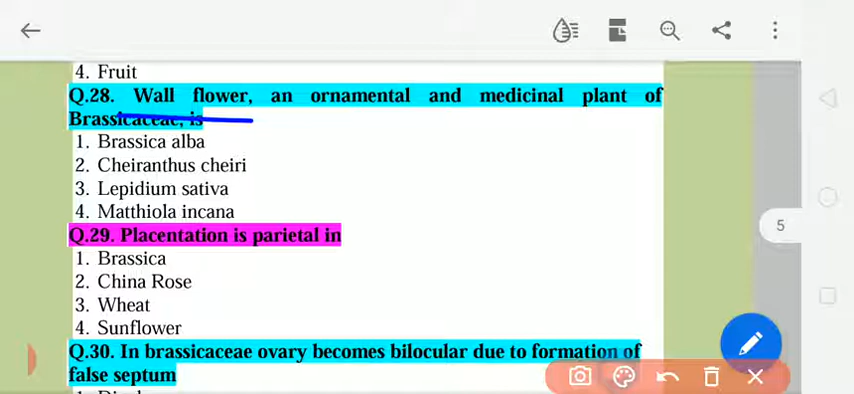 4. Fruit
Q.28. Wall flower, an ornamental and medicinal plant of
Brassicaceae, is
1. Brassica alba
2. Cheiranthus cheiri
3. Lepidium sativa
4. Matthiola incana
Q.29. Placentation is parietal in
1. Brassica
2. China Rose
3. Wheat
4. Sunflower
5
Q.30. In brassicaceae ovary becomes bilocular due to formation of
false septum